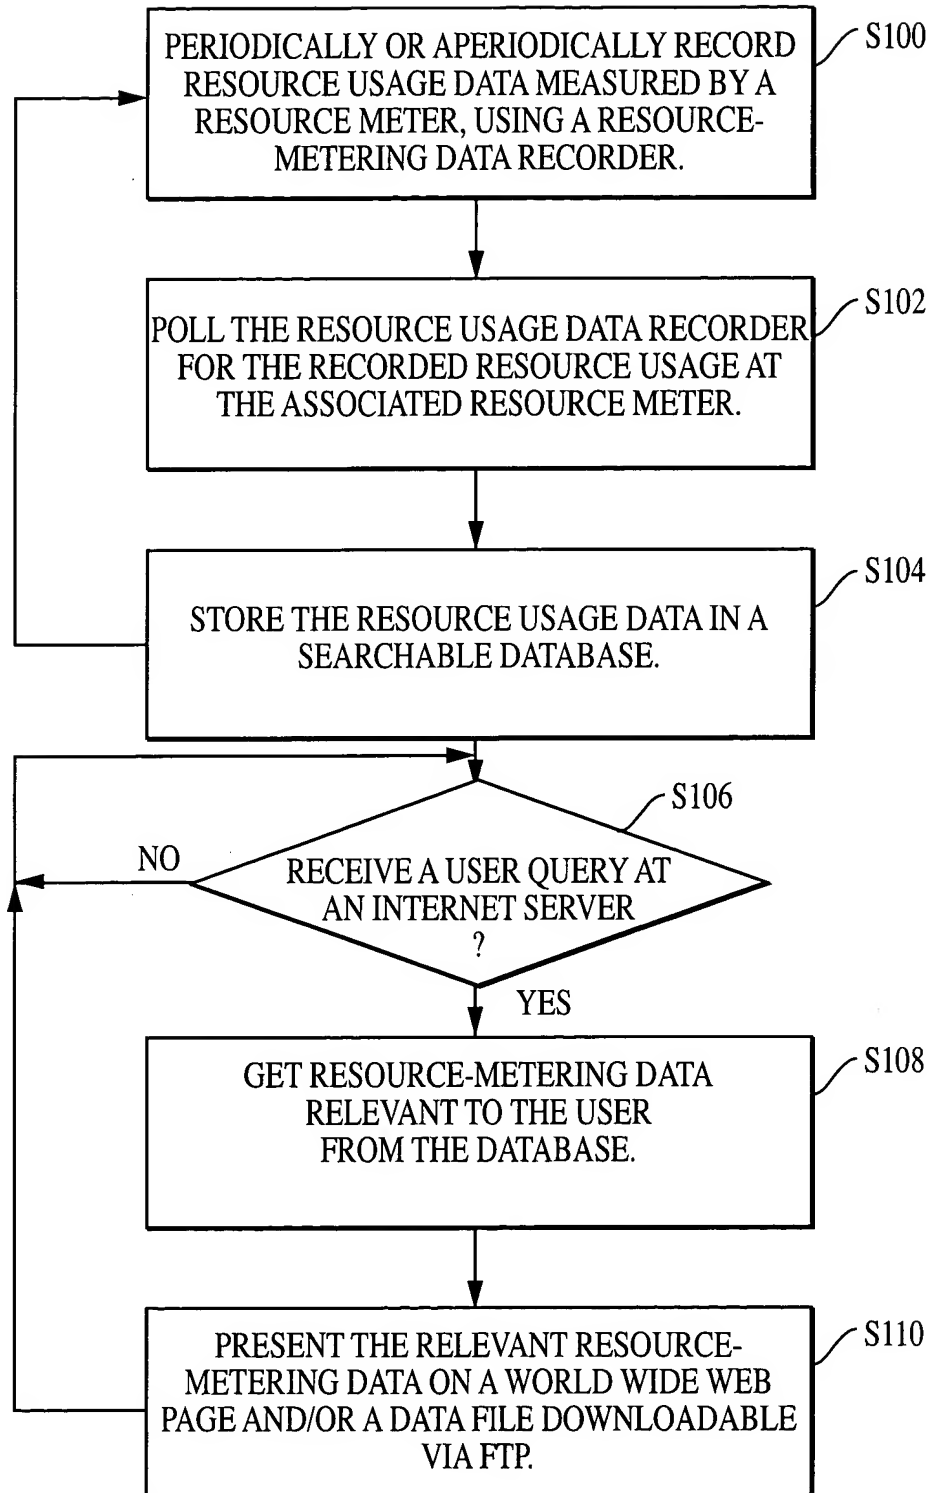 S100
PERIODICALLY OR APERIODICALLY RECORD
RESOURCE USAGE DATA MEASURED BY A
RESOURCE METER, USING A RESOURCE-
METERING DATA RECORDER.
S102
POLL THE RESOURCE USAGE DATA RECORDER
FOR THE RECORDED RESOURCE USAGE AT
THE ASSOCIATED RESOURCE METER.
S104
STORE THE RESOURCE USAGE DATA IN A
SEARCHABLE DATABASE.
S106
NO
RECEIVE A USER QUERY AT
AN INTERNET SERVER
?
YES
S108
GET RESOURCE-METERING DATA
RELEVANT TO THE USER
FROM THE DATABASE.
S110
PRESENT THE RELEVANT RESOURCE-
METERING DATA ON A WORLD WIDE WEB
PAGE AND/OR A DATA FILE DOWNLOADABLE
VIA FTP.